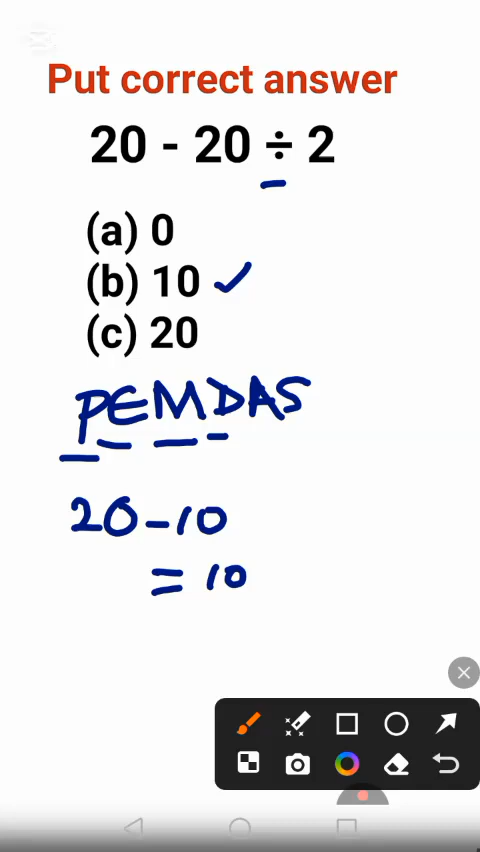 Put correct answer
20 - 20 ÷ 2
(a) 0
(b) 10 ✓
(c) 20
PEMDAS
20-10
= 10